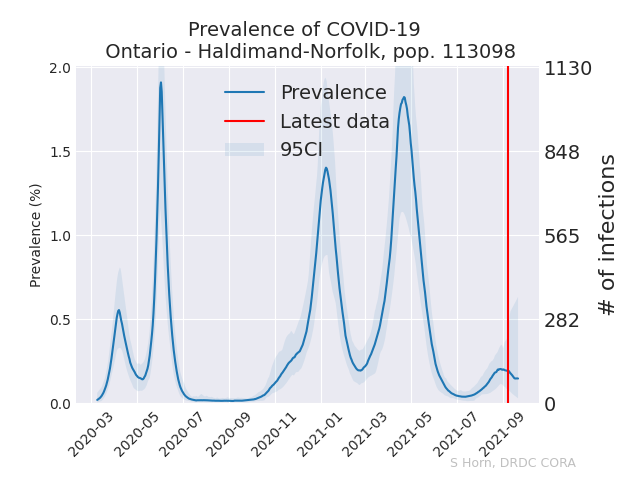 Prevalence of COVID-19
Ontario - Haldimand-Norfolk, pop. 113098
Prevalence
Latest data
95CI
Prevalence (%)
2.0
1.5
1.0
0.5
0.0
1130
848
565
282
0
# of infections
2020-03
2020-05
2020-07
2020-09
2020-11
2021-01
2021-03
2021-05
2021-07
2021-09
S Horn, DRDC CORA